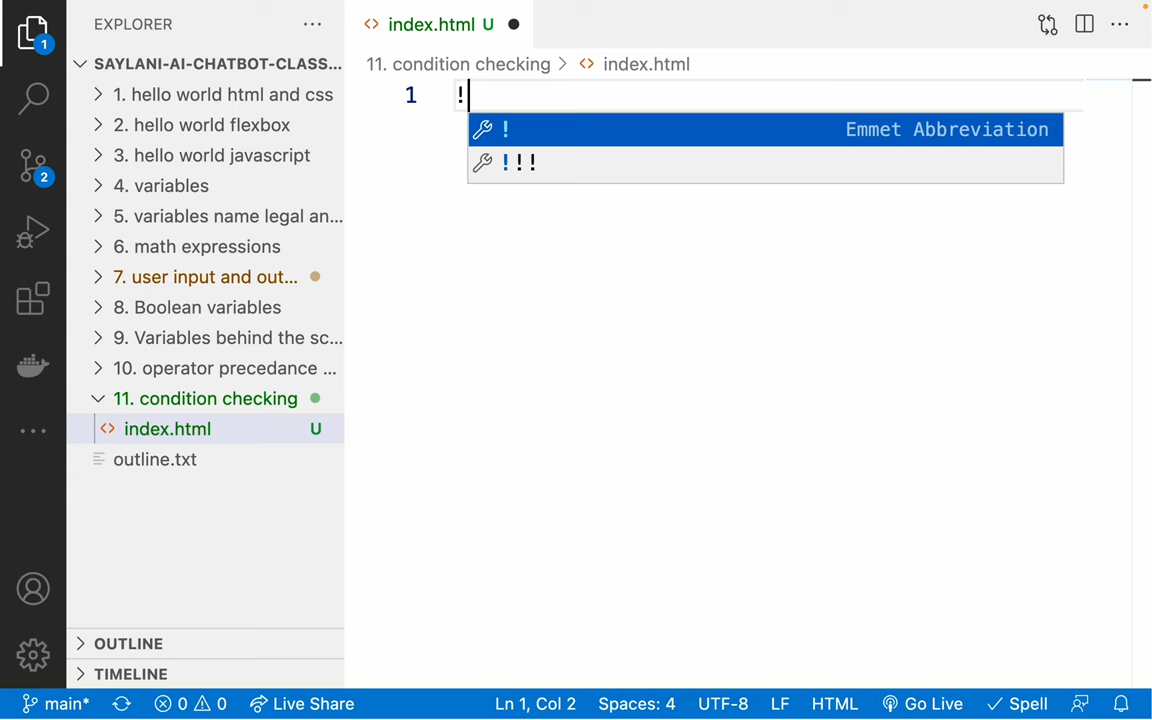 1
2
EXPLORER
SAYLANI-AI-CHATBOT-CLASS...
1. hello world html and css
2. hello world flexbox
3. hello world javascript
4. variables
5. variables name legal an...
6. math expressions
7. user input and out...
8. Boolean variables
9. Variables behind the sc...
10. operator precedance ...
11. condition checking
index.html U
outline.txt
OUTLINE
TIMELINE
index.html U
11. condition checking > index.html
1 !
! Emmet Abbreviation
!!!
main* 0 0 Live Share Ln 1, Col 2 Spaces: 4 UTF-8 LF HTML Go Live Spell